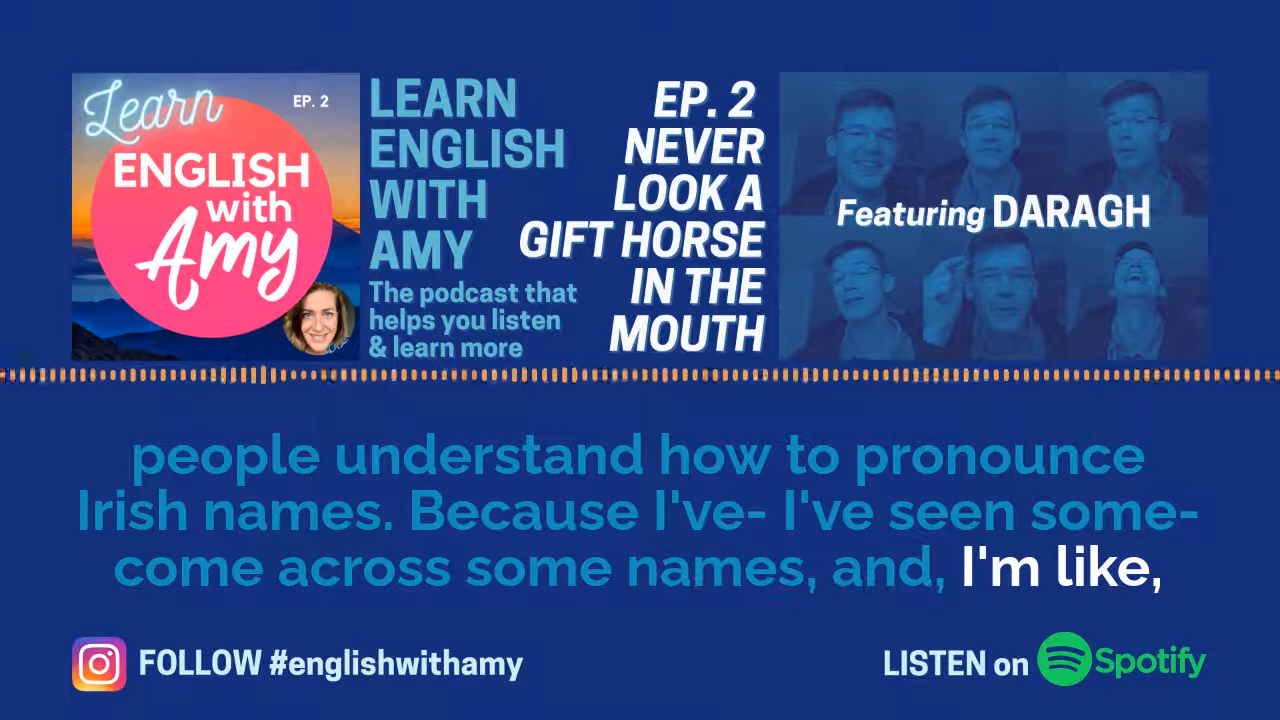 Learn
EP. 2
ENGLISH
with
Amy
LEARN
ENGLISH
WITH
AMY
The podcast that
helps you listen
& learn more
EP. 2
NEVER
LOOK A
GIFT HORSE
IN THE
MOUTH
Featuring DARAGH
people understand how to pronounce
Irish names. Because I've- I've seen some-
come across some names, and, I'm like,
FOLLOW #englishwithamy
LISTEN on Spotify